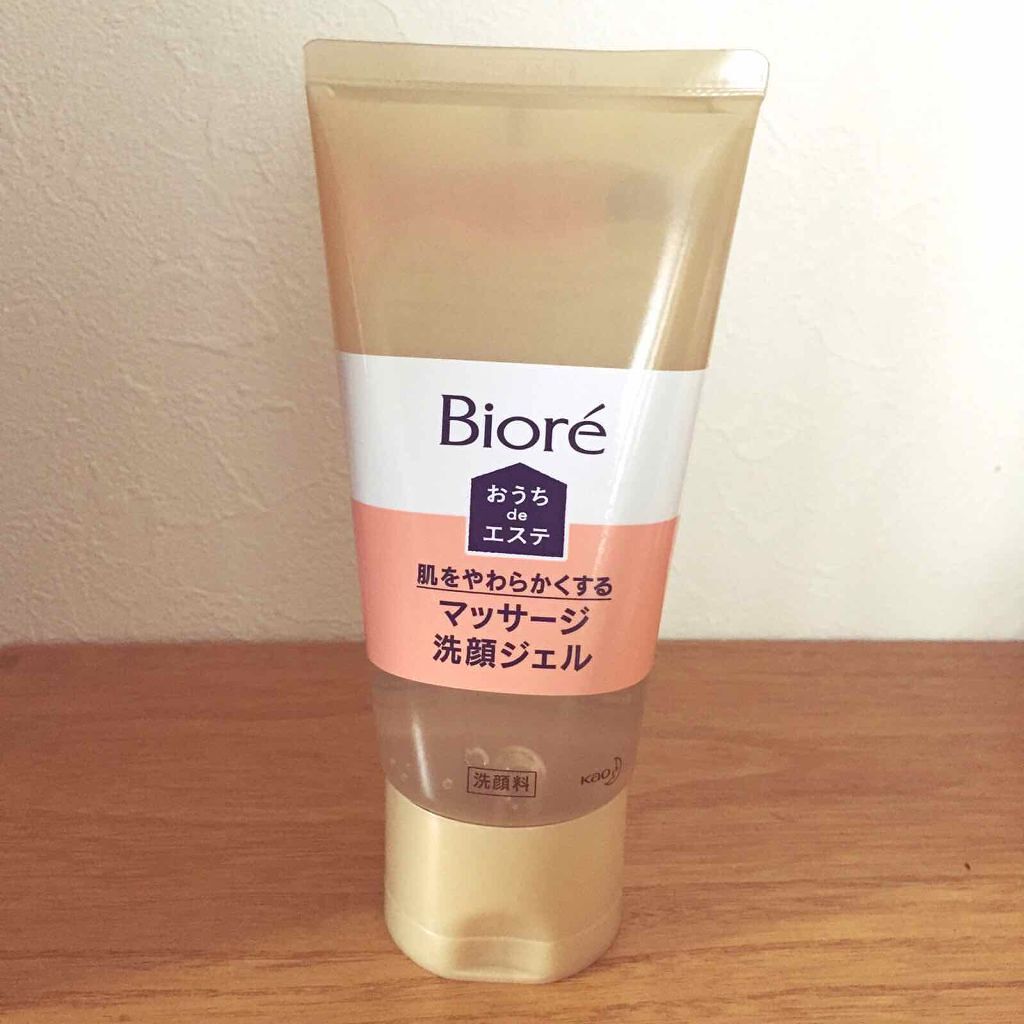 Bioré
おうち
de
エステ
肌をやわらかくする
マッサージ
洗顔ジェル
洗顔料
Kao